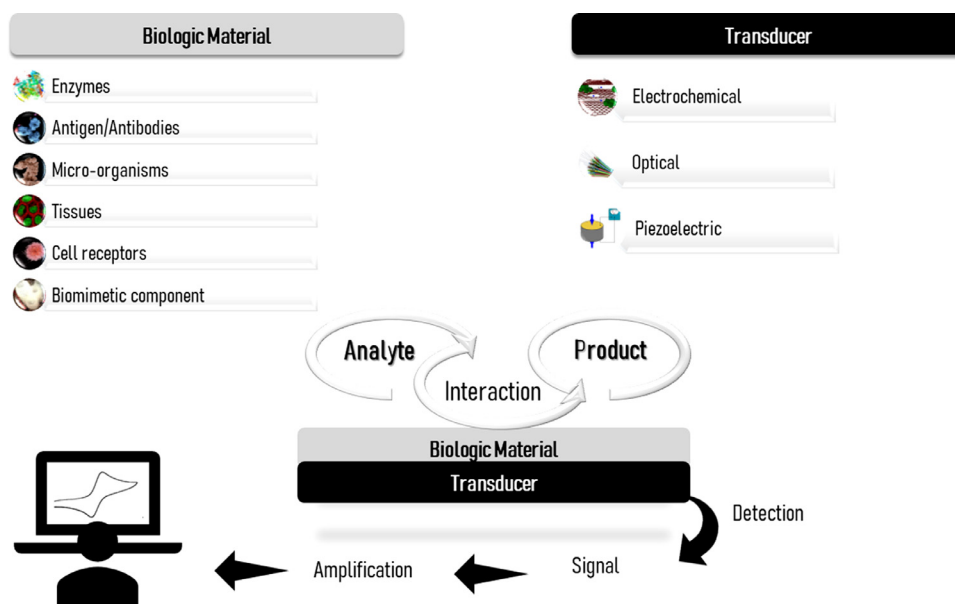 Biologic Material
Enzymes
Antigen/Antibodies
Micro-organisms
Tissues
Cell receptors
Biomimetic component
Transducer
Electrochemical
Optical
Piezoelectric
Analyte
Interaction
Product
Biologic Material
Transducer
Detection
Signal
Amplification